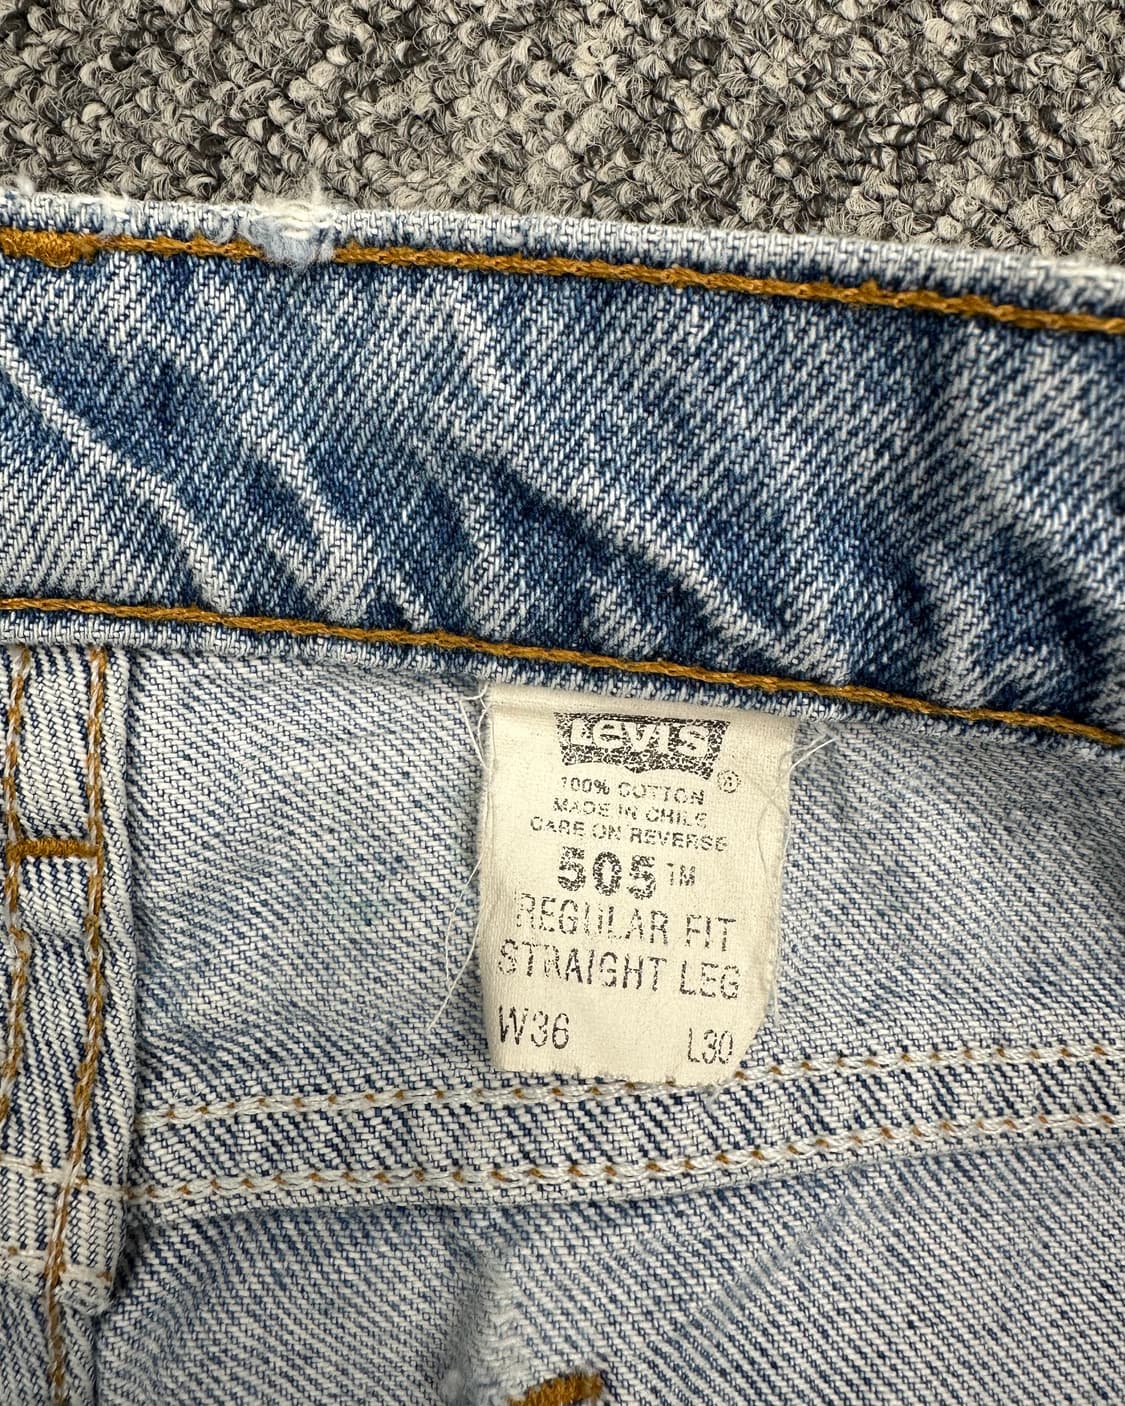 Levi's
®
100% COTTON
MADE IN CHILE
CARE ON REVERSE
505™
REGULAR FIT
STRAIGHT LEG
W36 L30